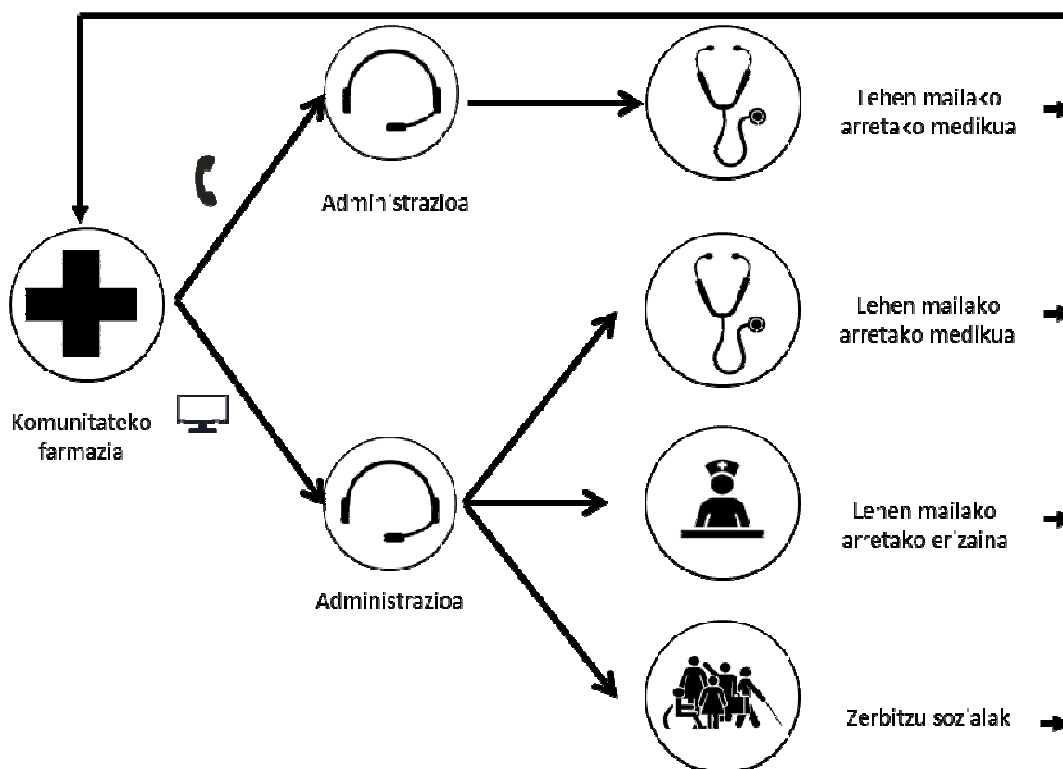 Lehen mailako
arretako medikua
Administrazioa
Lehen mailako
arretako medikua
Komunitateko
farmazia
Lehen mailako
arretako erizaina
Administrazioa
Zerbitzu sozialak